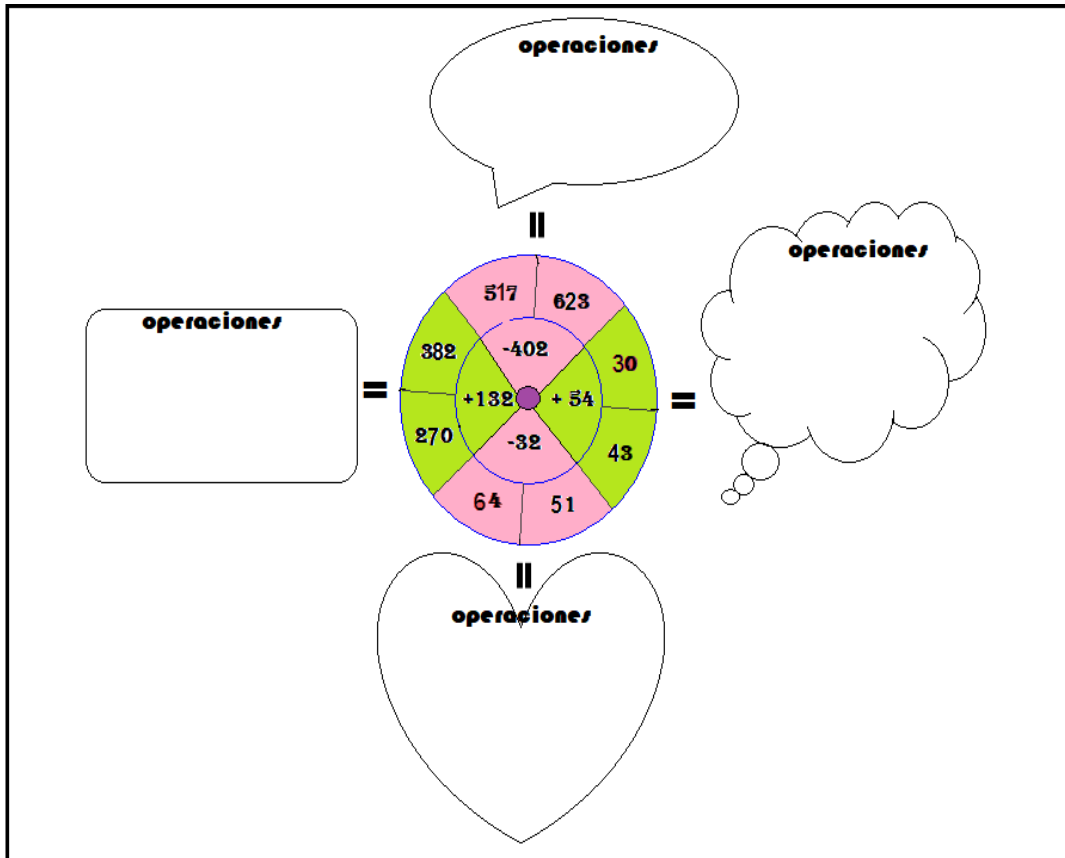 operaciones
operaciones
operaciones
517 623
382 -402 30
+132 + 54
270 -32 43
64 51
operaciones